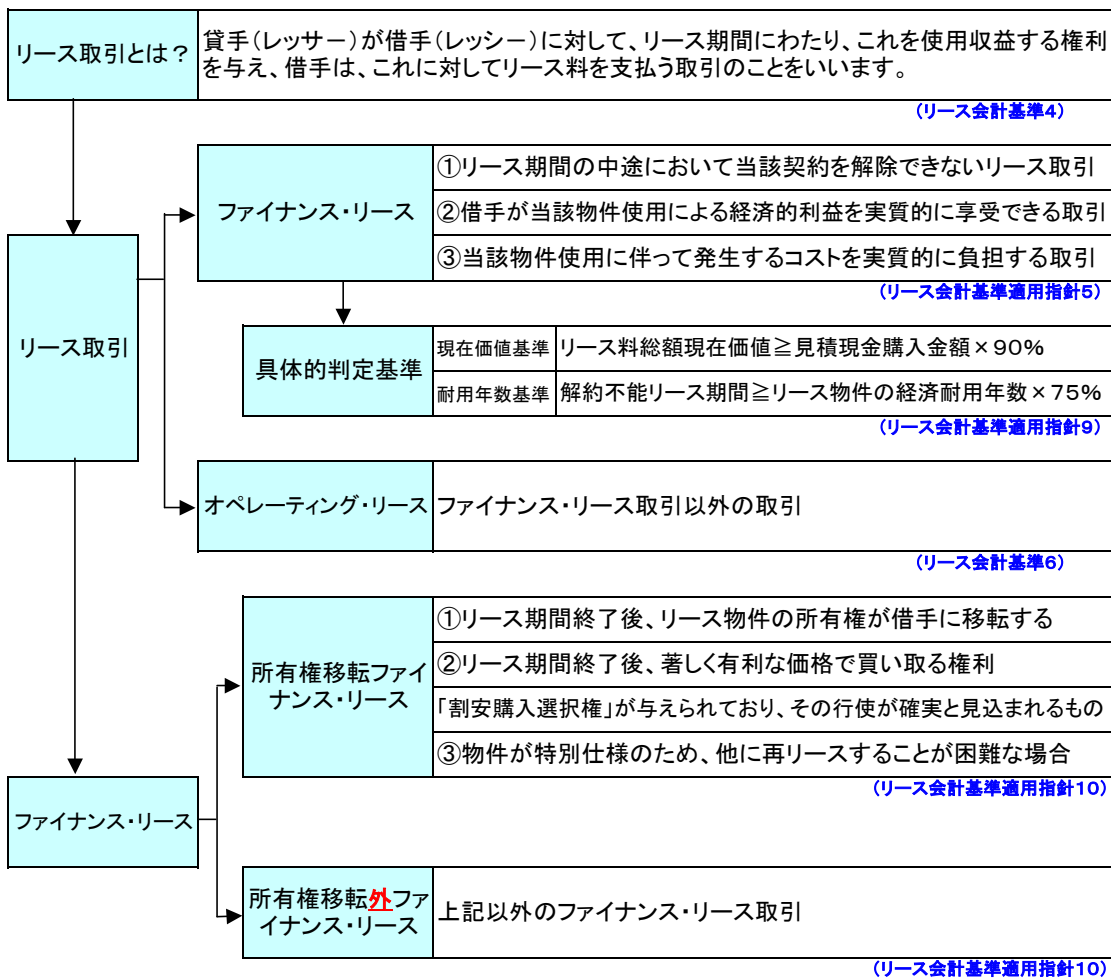 リース取引とは？
貸手（レッサー）が借手（レッシー）に対して、リース期間にわたり、これを使用収益する権利
を与え、借手は、これに対してリース料を支払う取引のことをいいます。
（リース会計基準４）
リース取引
ファイナンス・リース
①リース期間の中途において当該契約を解除できないリース取引
②借手が当該物件使用による経済的利益を実質的に享受できる取引
③当該物件使用に伴って発生するコストを実質的に負担する取引
（リース会計基準適用指針５）
具体的判定基準
現在価値基準
リース料総額現在価値≧見積現金購入金額×90%
耐用年数基準
解約不能リース期間≧リース物件の経済耐用年数×75%
（リース会計基準適用指針９）
オペレーティング・リース
ファイナンス・リース取引以外の取引
（リース会計基準６）
ファイナンス・リース
所有権移転ファイ
ナンス・リース
①リース期間終了後、リース物件の所有権が借手に移転する
②リース期間終了後、著しく有利な価格で買い取る権利
「割安購入選択権」が与えられており、その行使が確実と見込まれるもの
③物件が特別仕様のため、他に再リースすることが困難な場合
（リース会計基準適用指針１０）
所有権移転外ファ
イナンス・リース
上記以外のファイナンス・リース取引
（リース会計基準適用指針１０）